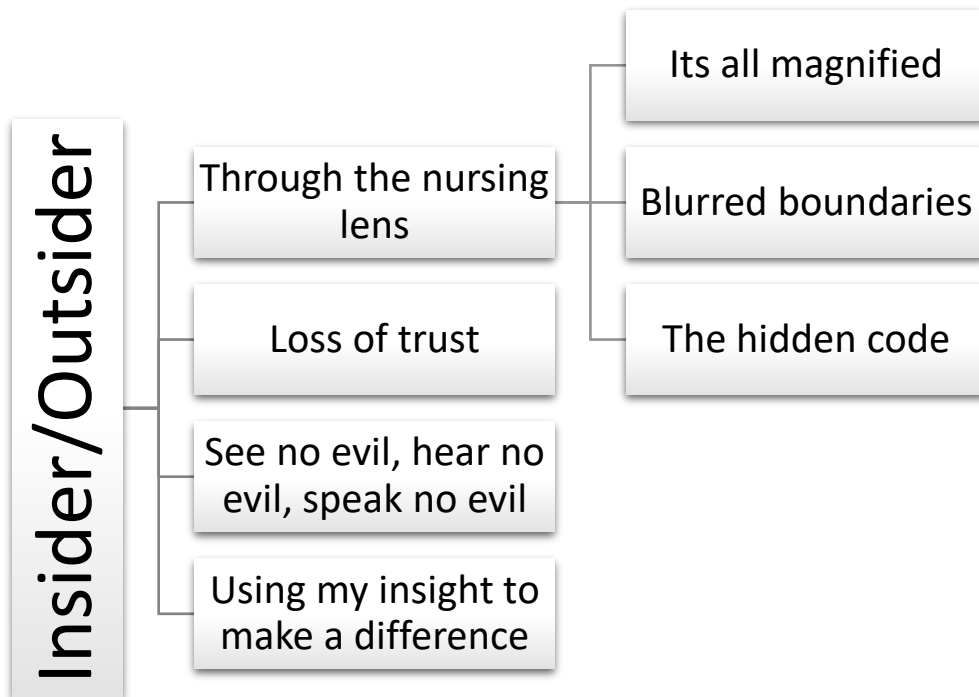 Insider/Outsider
Through the nursing
lens
Its all magnified
Blurred boundaries
The hidden code
Loss of trust
See no evil, hear no
evil, speak no evil
Using my insight to
make a difference